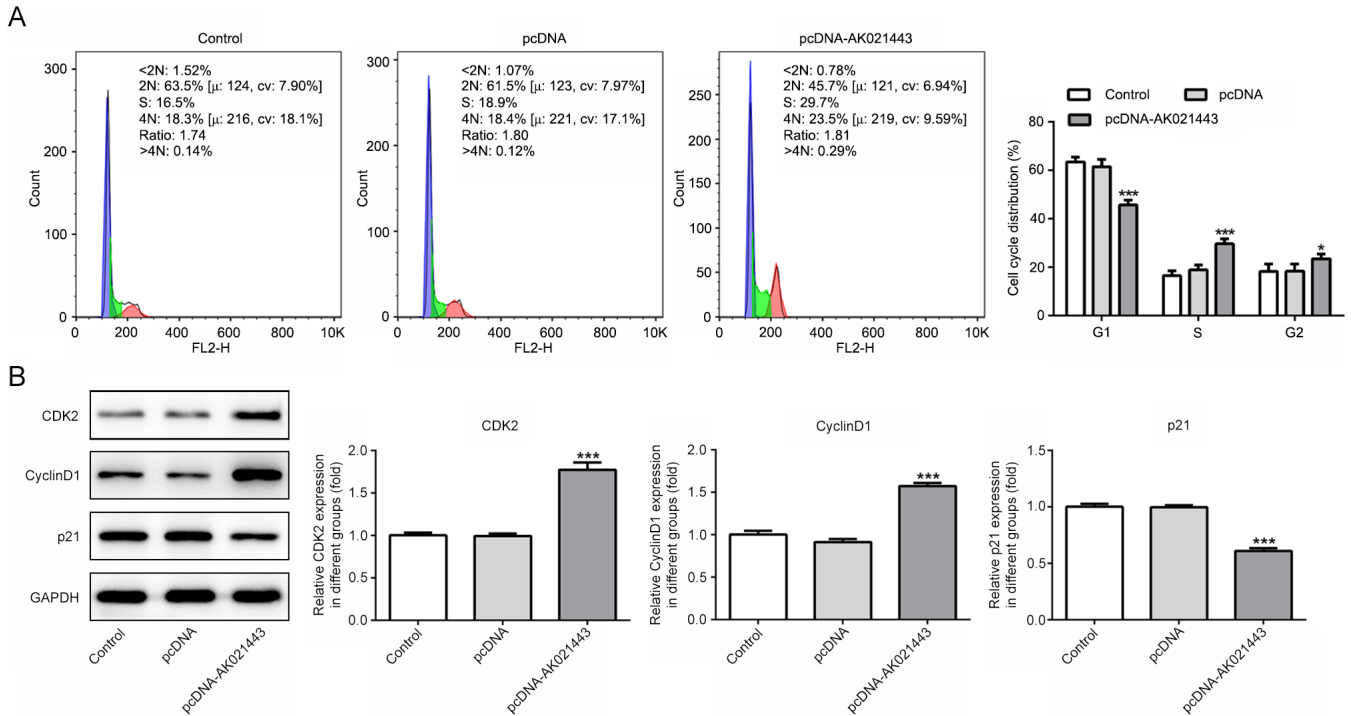 A
Control
<2N: 1.52%
2N: 63.5% [µ: 124, cv: 7.90%]
S: 16.5%
4N: 18.3% [µ: 216, cv: 18.1%]
Ratio: 1.74
>4N: 0.14%
300
200
100
0
Count
0 200 400 600 800 10K
FL2-H
pcDNA
<2N: 1.07%
2N: 61.5% [µ: 123, cv: 7.97%]
S: 18.9%
4N: 18.4% [µ: 221, cv: 17.1%]
Ratio: 1.80
>4N: 0.12%
300
200
100
0
Count
0 200 400 600 800 10K
FL2-H
pcDNA-AK021443
<2N: 0.78%
2N: 45.7% [µ: 121, cv: 6.94%]
S: 29.7%
4N: 23.5% [µ: 219, cv: 9.59%]
Ratio: 1.81
>4N: 0.29%
250
200
150
100
50
0
Count
0 200 400 600 800 10K
FL2-H
Control pcDNA
pcDNA-AK021443
Cell cycle distribution (%)
80
60
40
20
0
***
***
*
G1 S G2
B
CDK2
CyclinD1
p21
GAPDH
Control pcDNA pcDNA-AK021443
CDK2
Relative CDK2 expression
in different groups (fold)
2.0
1.5
1.0
0.5
0.0
***
Control pcDNA pcDNA-AK021443
CyclinD1
Relative CyclinD1 expression
in different groups (fold)
2.0
1.5
1.0
0.5
0.0
***
Control pcDNA pcDNA-AK021443
p21
Relative p21 expression
in different groups (fold)
1.5
1.0
0.5
0.0
***
Control pcDNA pcDNA-AK021443